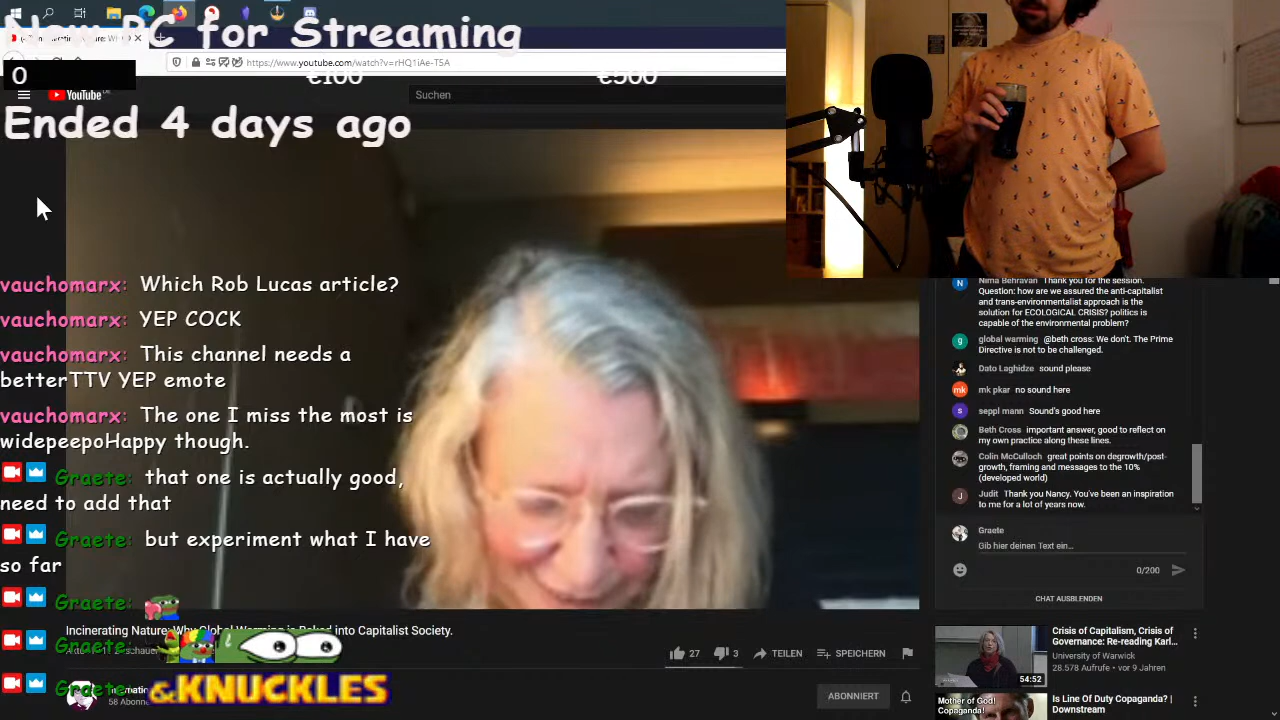 New PC for Streaming
https://www.youtube.com/watch?v=rHQ1iAe-T5A
0
€100
€500
YouTube
Suchen
Ended 4 days ago
vauchomarx: Which Rob Lucas article?
vauchomarx: YEP COCK
vauchomarx: This channel needs a
betterTTV YEP emote
vauchomarx: The one I miss the most is
widepeepoHappy though.
Graete: that one is actually good,
need to add that
Graete: but experiment what I have
so far
Graete:
Graete:
Graete: &KNUCKLES
Nima Behravan Thank you for the session.
Question: how are we assured the anti-capitalist
and trans-environmentalist approach is the
solution for ECOLOGICAL CRISIS? politics is
capable of the environmental problem?
global warming @beth cross: We don't. The Prime
Directive is not to be challenged.
Dato Laghidze sound please
mk pkar no sound here
seppl mann Sound's good here
Beth Cross important answer, good to reflect on
my own practice along these lines.
Colin McCulloch great points on degrowth/post-
growth, framing and messages to the 10%
(developed world)
Judit Thank you Nancy. You've been an inspiration
to me for a lot of years now.
Graete
Gib hier deinen Text ein...
0/200
CHAT AUSBLENDEN
Incinerating Nature: Why Global Warming is Baked into Capitalist Society.
27
3
TEILEN
SPEICHERN
58 Abonne
ABONNIERT
Crisis of Capitalism, Crisis of
Governance: Re-reading Karl...
University of Warwick
28.578 Aufrufe • vor 9 Jahren
54:52
Mother of God!
Copaganda!
Is Line Of Duty Copaganda? |
Downstream